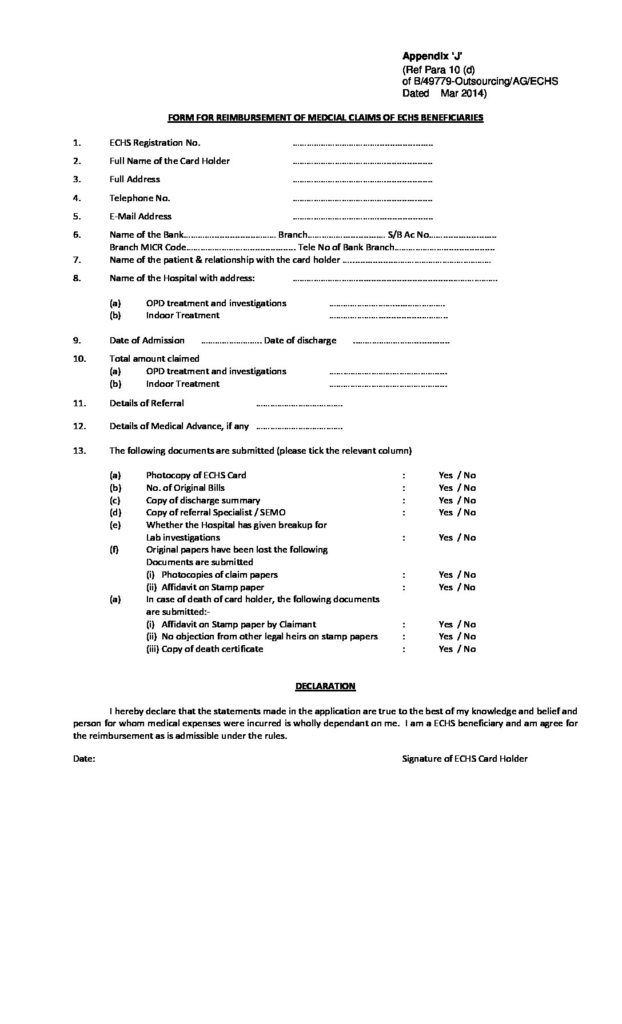 Appendix 'J'
(Ref Para 10 (d)
of B/49779-Outsourcing/AG/ECHS
Dated Mar 2014)
FORM FOR REIMBURSEMENT OF MEDCIAL CLAIMS OF ECHS BENEFICIARIES
1. ECHS Registration No. ................................................
2. Full Name of the Card Holder ................................................
3. Full Address ................................................
4. Telephone No. ................................................
5. E-Mail Address ................................................
6. Name of the Bank................................ Branch........................... S/B Ac No........................
Branch MICR Code...................................... Tele No of Bank Branch...................................
7. Name of the patient & relationship with the card holder ....................................................
8. Name of the Hospital with address: ......................................................................
(a) OPD treatment and investigations ........................................
(b) Indoor Treatment ........................................
9. Date of Admission ...................... Date of discharge .................................
10. Total amount claimed
(a) OPD treatment and investigations ........................................
(b) Indoor Treatment ........................................
11. Details of Referral ..............................
12. Details of Medical Advance, if any ..............................
13. The following documents are submitted (please tick the relevant column)
(a) Photocopy of ECHS Card : Yes / No
(b) No. of Original Bills : Yes / No
(c) Copy of discharge summary : Yes / No
(d) Copy of referral Specialist / SEMO : Yes / No
(e) Whether the Hospital has given breakup for
Lab investigations : Yes / No
(f) Original papers have been lost the following
Documents are submitted
(i) Photocopies of claim papers : Yes / No
(ii) Affidavit on Stamp paper : Yes / No
(a) In case of death of card holder, the following documents
are submitted:-
(i) Affidavit on Stamp paper by Claimant : Yes / No
(ii) No objection from other legal heirs on stamp papers : Yes / No
(iii) Copy of death certificate : Yes / No
DECLARATION
I hereby declare that the statements made in the application are true to the best of my knowledge and belief and
person for whom medical expenses were incurred is wholly dependant on me. I am a ECHS beneficiary and am agree for
the reimbursement as is admissible under the rules.
Date: Signature of ECHS Card Holder